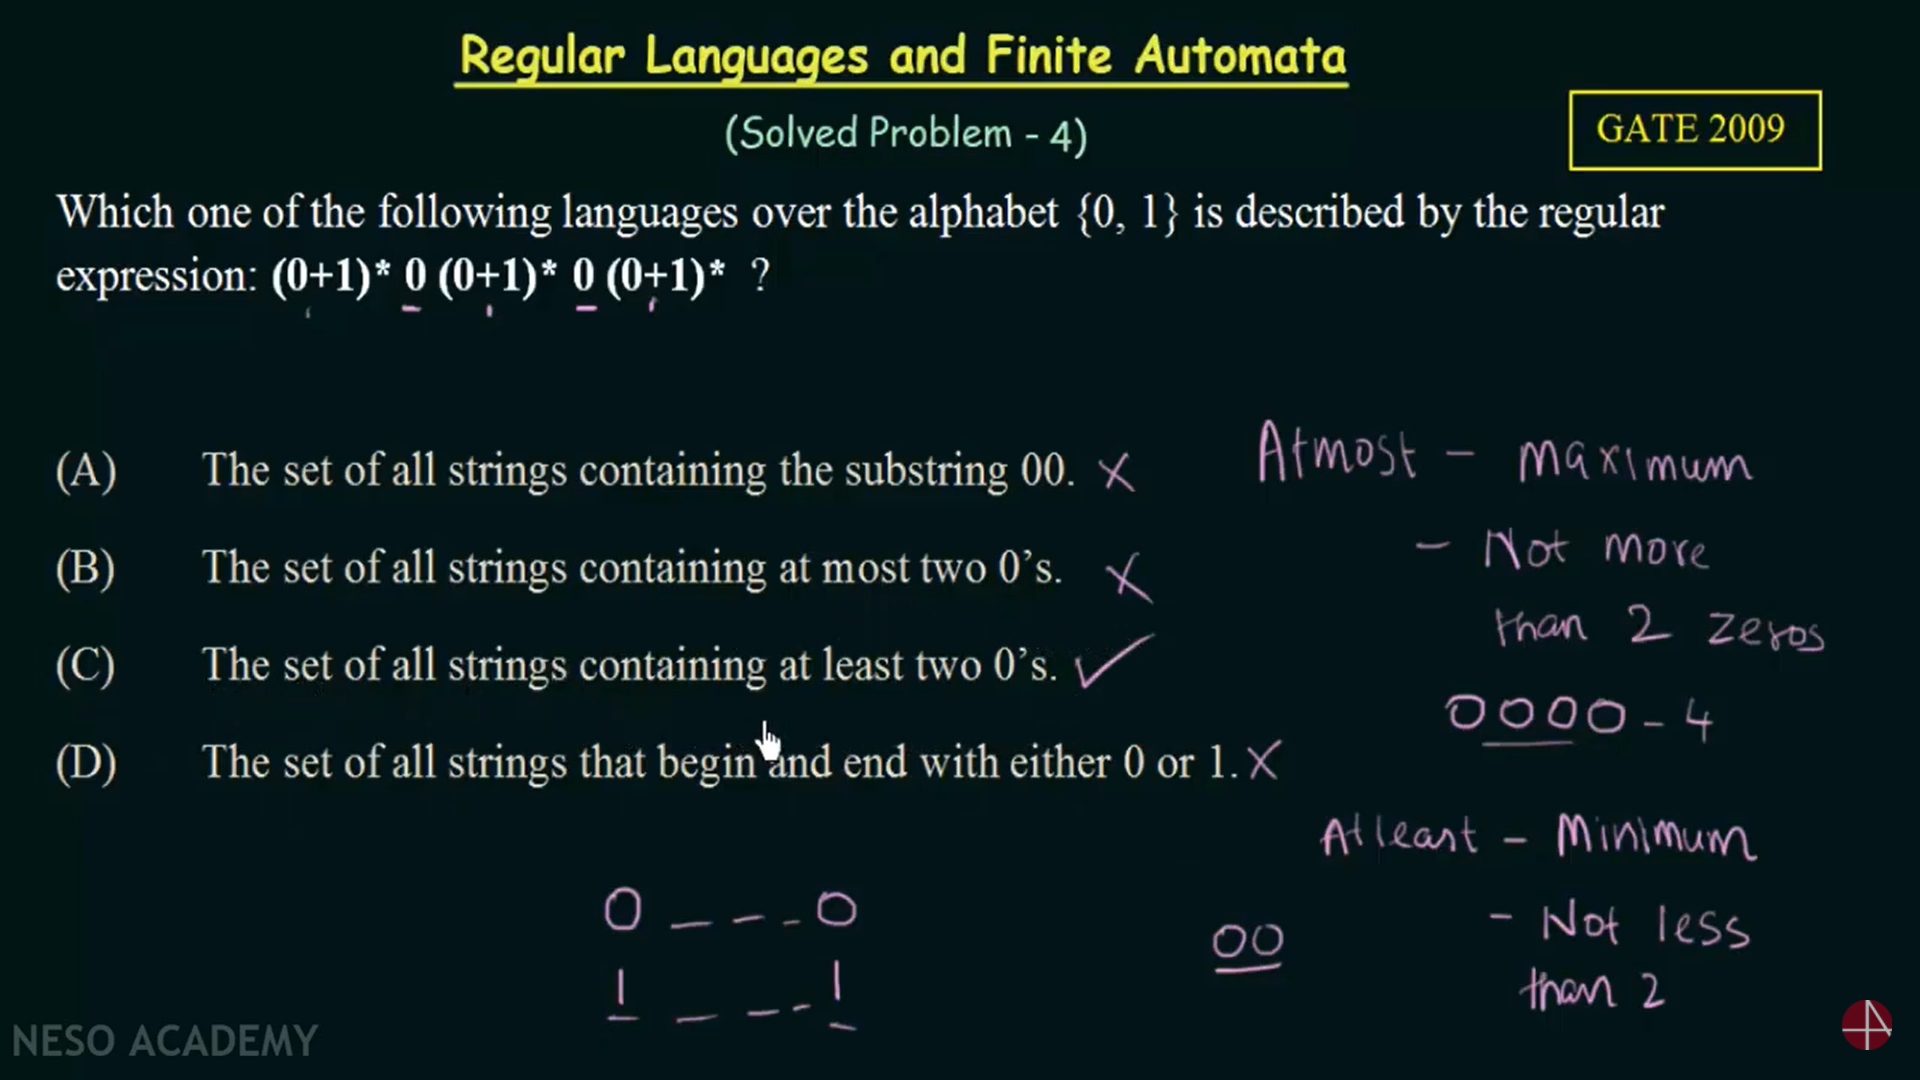 Regular Languages and Finite Automata
(Solved Problem - 4)
GATE 2009
Which one of the following languages over the alphabet {0, 1} is described by the regular
expression: (0+1)* 0 (0+1)* 0 (0+1)* ?
(A) The set of all strings containing the substring 00. X
(B) The set of all strings containing at most two 0’s. X
(C) The set of all strings containing at least two 0’s. ✓
(D) The set of all strings that begin and end with either 0 or 1. X
Atmost - maximum
- Not more
than 2 zeros
0000 - 4
Atleast - Minimum
- Not less
than 2
0 _ _ _ 0
1 _ _ _ 1
00
NESO ACADEMY